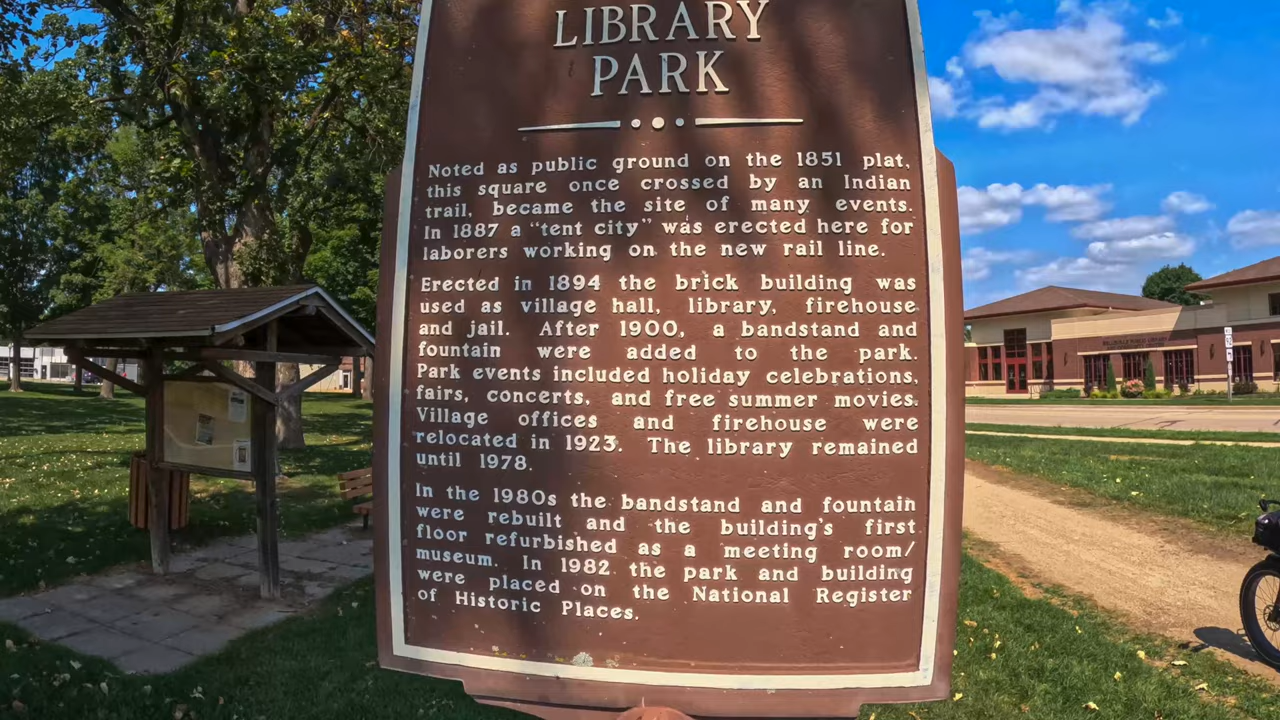 LIBRARY
PARK
Noted as public ground on the 1851 plat,
this square once crossed by an Indian
trail, became the site of many events.
In 1887 a "tent city" was erected here for
laborers working on the new rail line.
Erected in 1894 the brick building was
used as village hall, library, firehouse
and jail. After 1900, a bandstand and
fountain were added to the park.
Park events included holiday celebrations,
fairs, concerts, and free summer movies.
Village offices and firehouse were
relocated in 1923. The library remained
until 1978.
In the 1980s the bandstand and fountain
were rebuilt and the building's first
floor refurbished as a meeting room/
museum. In 1982 the park and building
were placed on the National Register
of Historic Places.